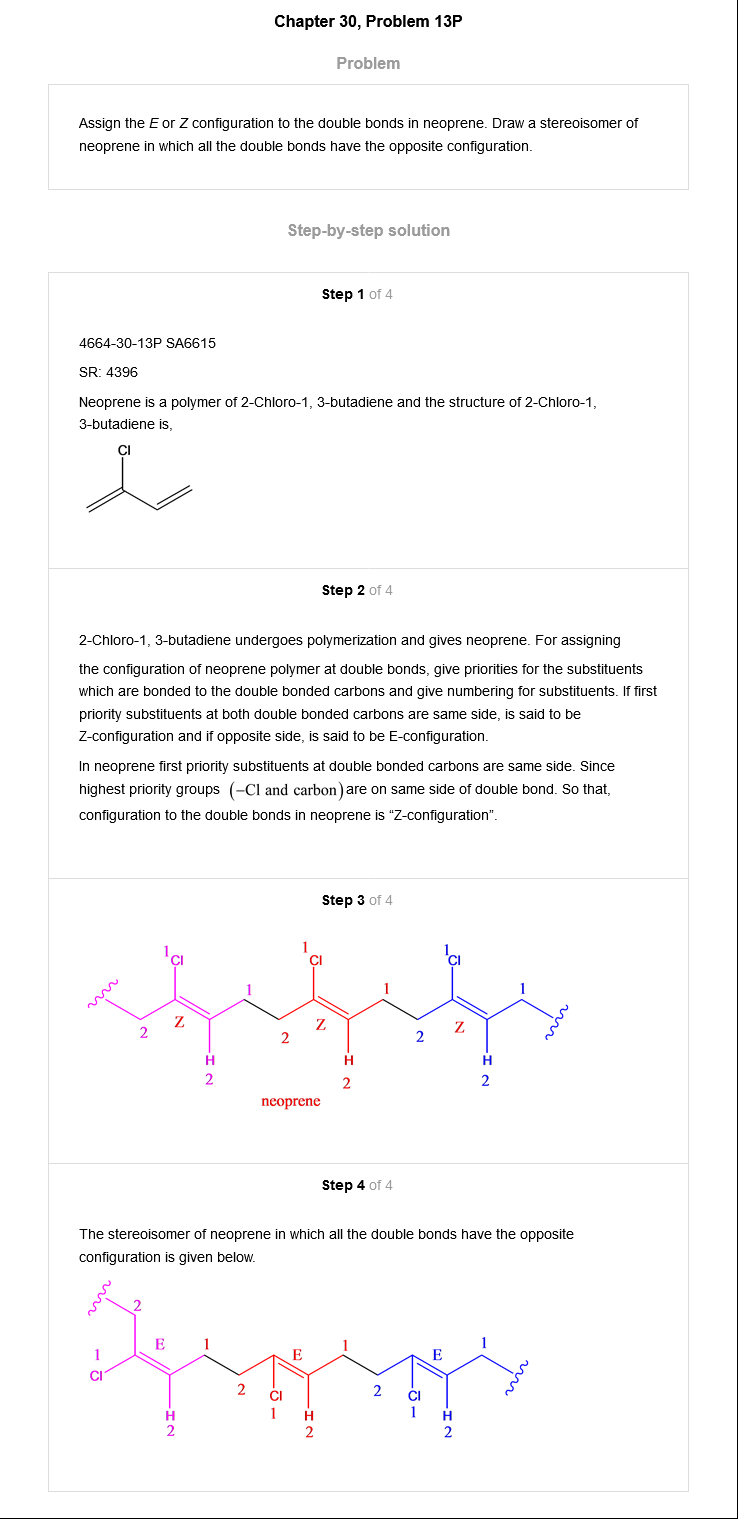 Chapter 30, Problem 13P
Problem
Assign the E or Z configuration to the double bonds in neoprene. Draw a stereoisomer of
neoprene in which all the double bonds have the opposite configuration.
Step-by-step solution
Step 1 of 4
4664-30-13P SA6615
SR: 4396
Neoprene is a polymer of 2-Chloro-1, 3-butadiene and the structure of 2-Chloro-1,
3-butadiene is,
Cl
Step 2 of 4
2-Chloro-1, 3-butadiene undergoes polymerization and gives neoprene. For assigning
the configuration of neoprene polymer at double bonds, give priorities for the substituents
which are bonded to the double bonded carbons and give numbering for substituents. If first
priority substituents at both double bonded carbons are same side, is said to be
Z-configuration and if opposite side, is said to be E-configuration.
In neoprene first priority substituents at double bonded carbons are same side. Since
highest priority groups (−Cl and carbon) are on same side of double bond. So that,
configuration to the double bonds in neoprene is “Z-configuration”.
Step 3 of 4
1 1 1
Cl Cl Cl
1 1 1
2 Z 2 Z 2 Z
H H H
2 2 2
neoprene
Step 4 of 4
The stereoisomer of neoprene in which all the double bonds have the opposite
configuration is given below.
2
1 E 1 E 1 E 1
Cl 2 Cl 2 Cl
H 1 H 1 H
2 2 2